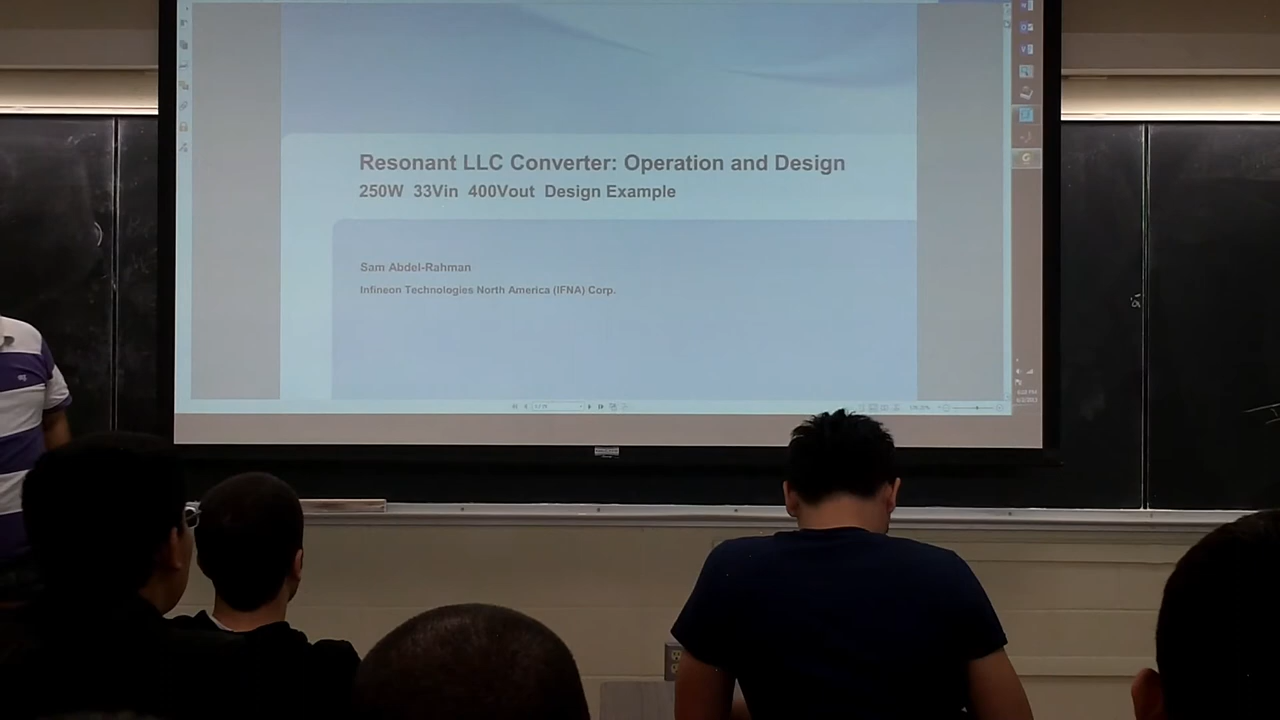 Resonant LLC Converter: Operation and Design
250W 33Vin 400Vout Design Example
Sam Abdel-Rahman
Infineon Technologies North America (IFNA) Corp.